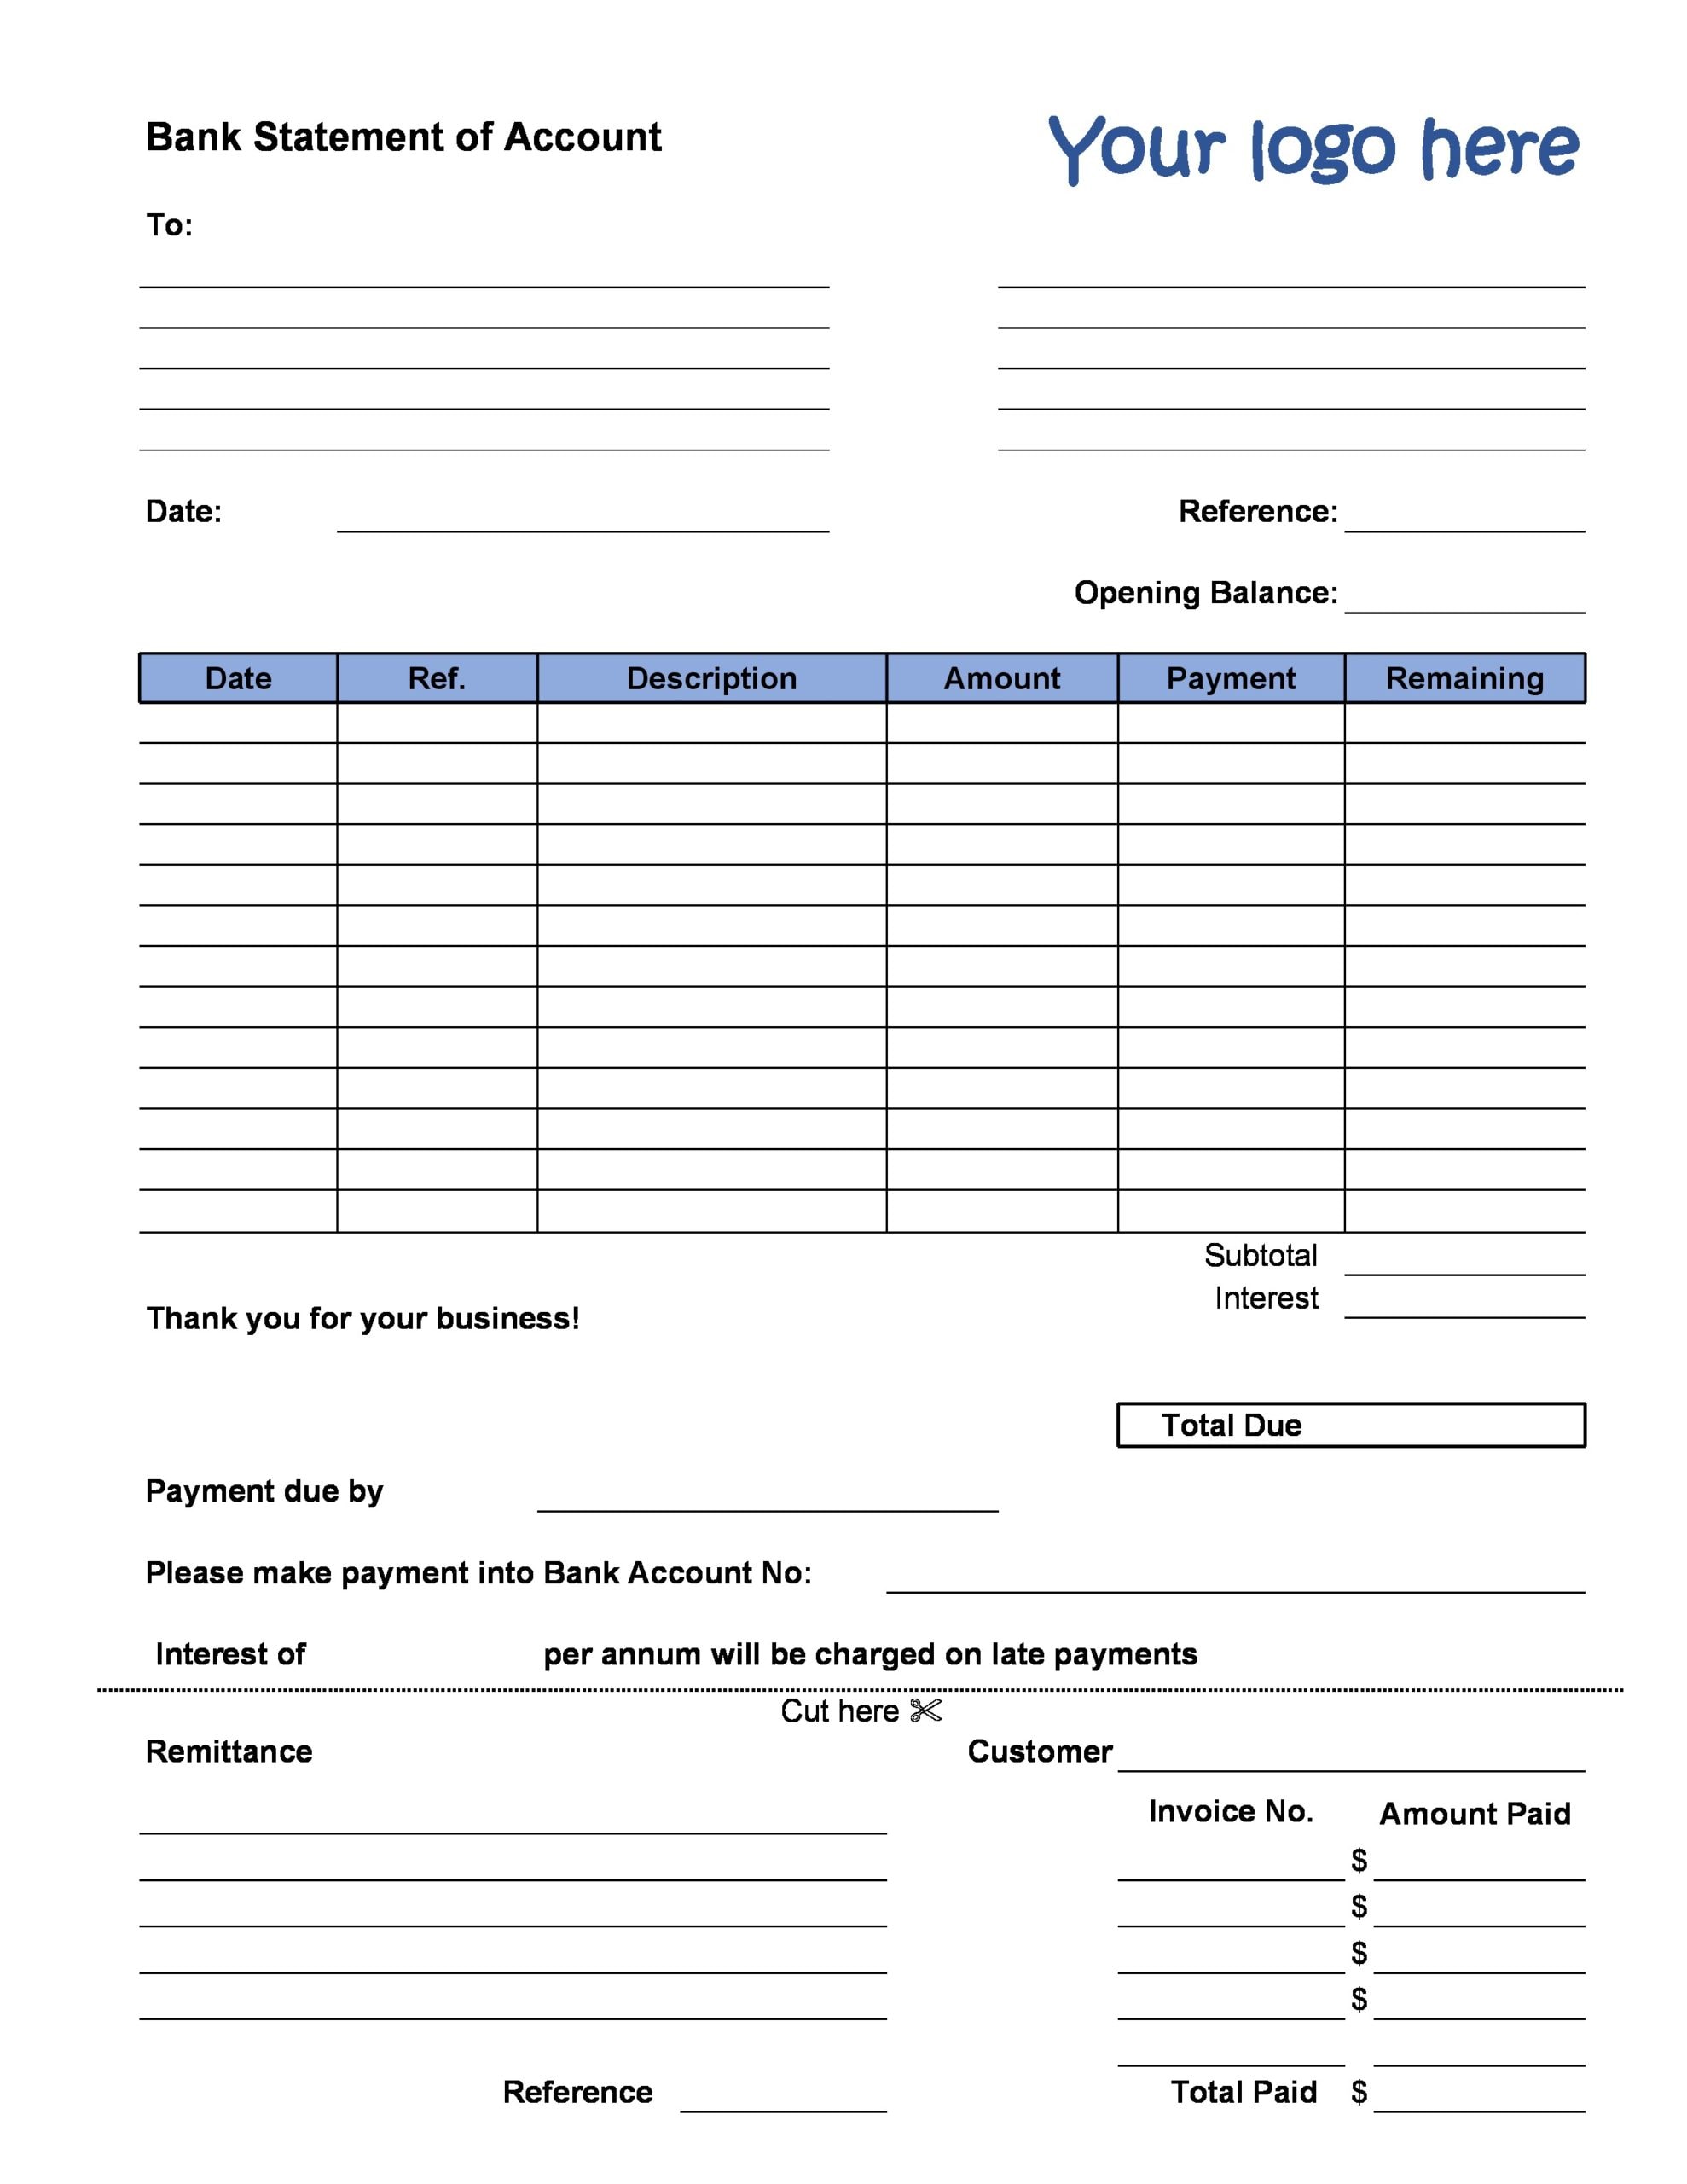 Bank Statement of Account
Your logo here
To:
Date:
Reference:
Opening Balance:
Date Ref. Description Amount Payment Remaining
Subtotal
Interest
Thank you for your business!
Total Due
Payment due by
Please make payment into Bank Account No:
Interest of per annum will be charged on late payments
Cut here ✂
Remittance
Customer
Invoice No. Amount Paid
$
$
$
$
Reference
Total Paid $